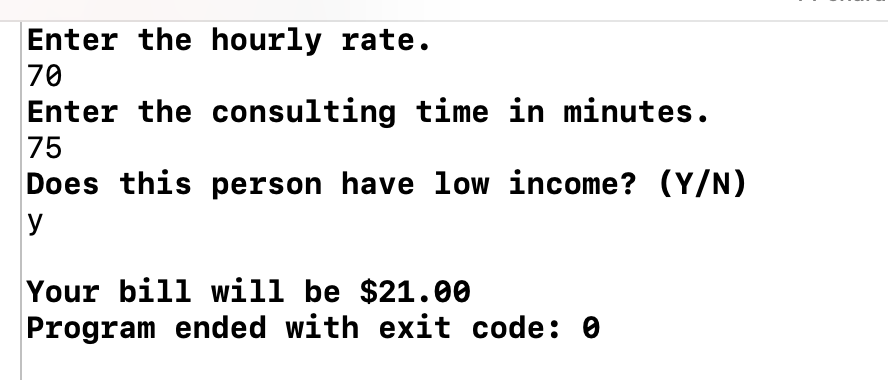 Enter the hourly rate.
70
Enter the consulting time in minutes.
75
Does this person have low income? (Y/N)
y
Your bill will be $21.00
Program ended with exit code: 0